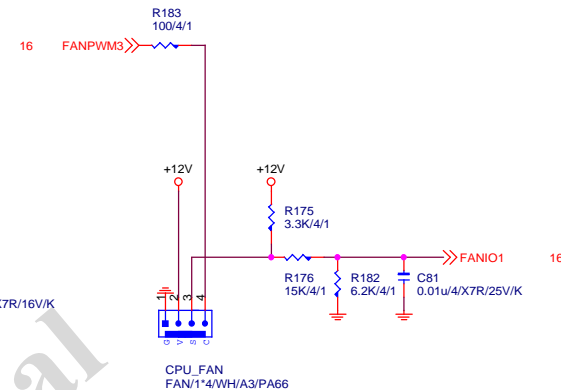 R183
100/4/1
16 FANPWM3
+12V +12V
R175
3.3K/4/1
FANIO1 16
R176 R182 C81
15K/4/1 6.2K/4/1 0.01u/4/X7R/25V/K
X7R/16V/K
1 2 3 4
G V S C
CPU_FAN
FAN/1*4/WH/A3/PA66
al